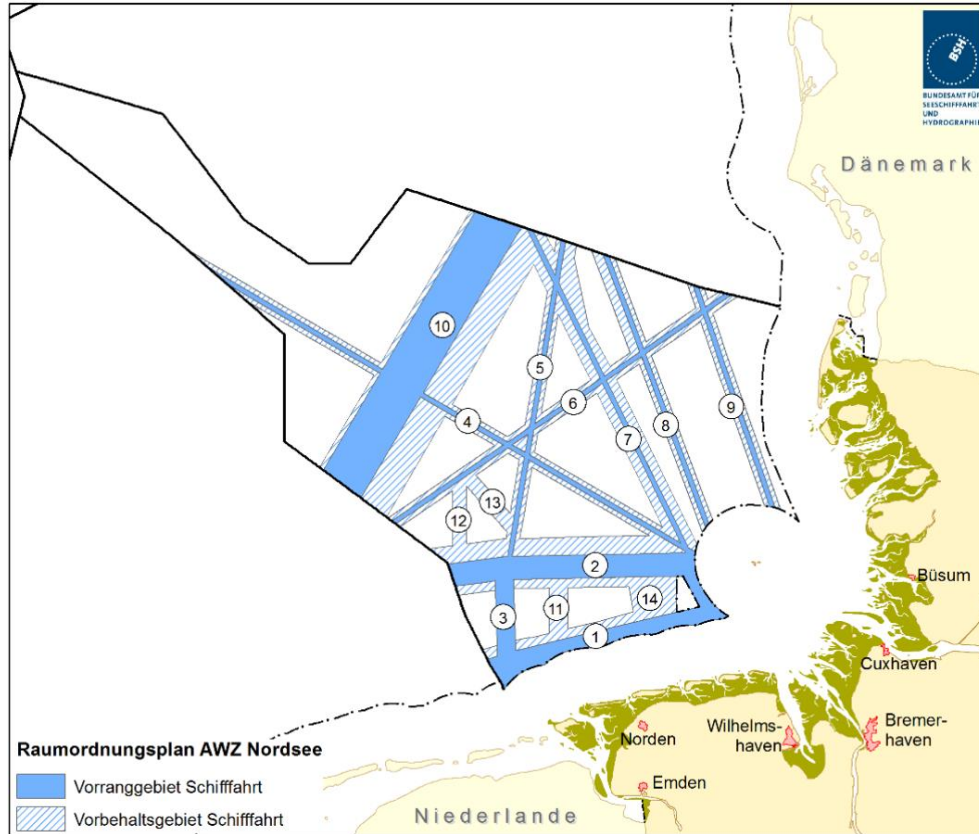 BSH
BUNDESAMT FÜR
SEESCHIFFFAHRT
UND
HYDROGRAPHIE
Dänemark
10
5
6
4
9
8
7
13
12
2
11
14
3
1
Büsum
Cuxhaven
Norden
Wilhelms-
haven
Bremer-
haven
Emden
Niederlande
Raumordnungsplan AWZ Nordsee
Vorranggebiet Schifffahrt
Vorbehaltsgebiet Schifffahrt